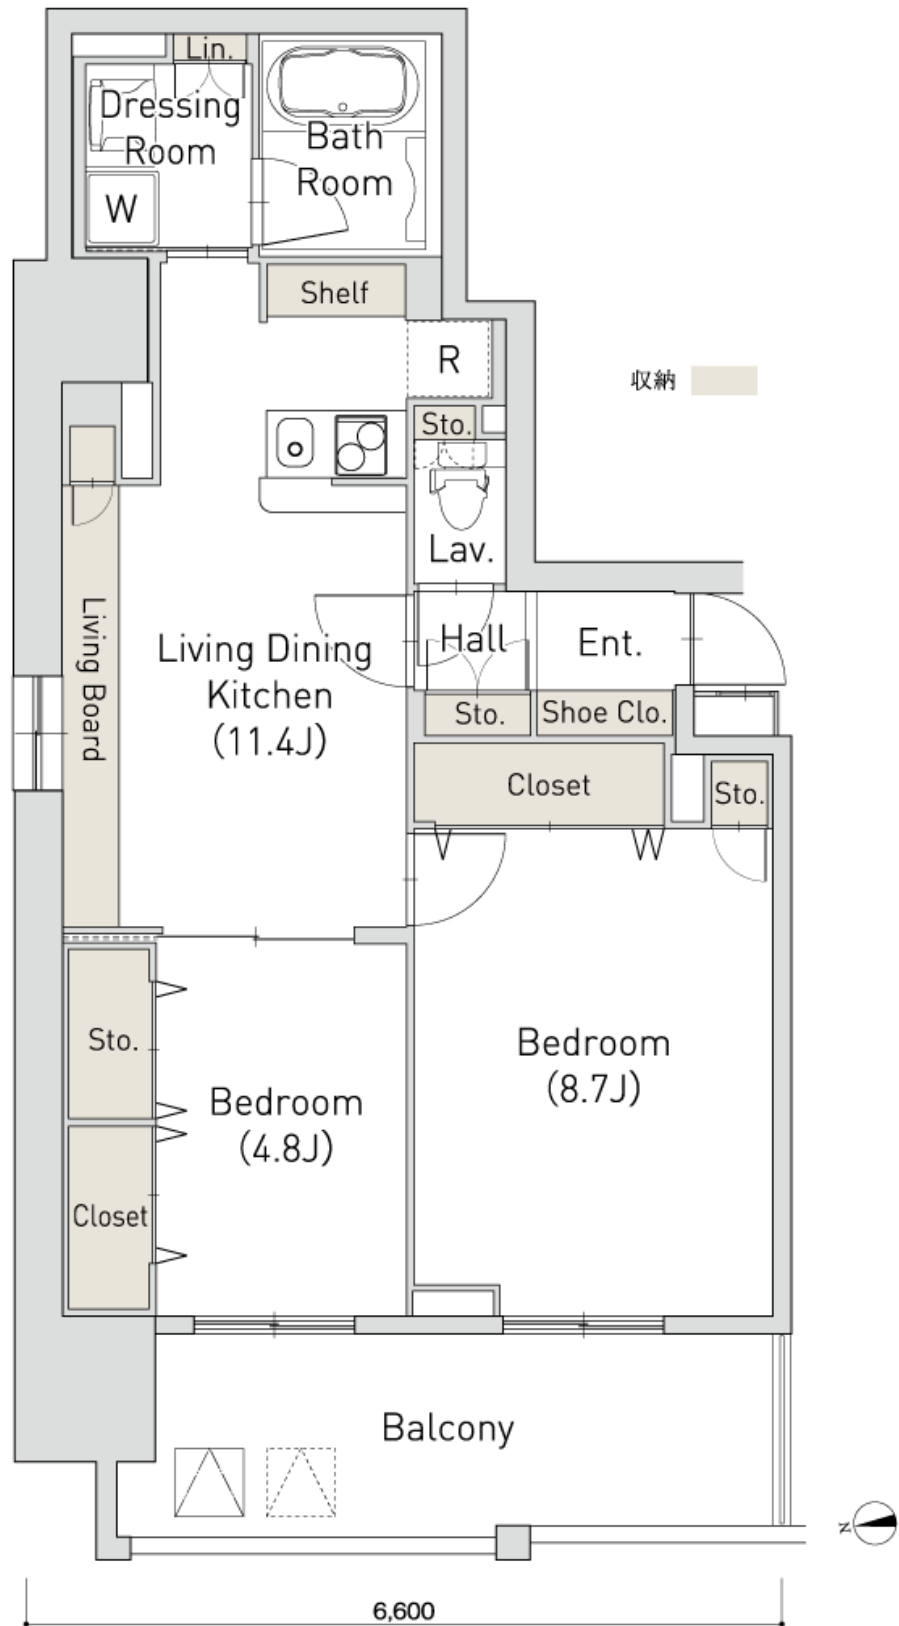 Lin.
Dressing
Room
Bath
Room
W
Shelf
R
収納
Sto.
Lav.
Living Board
Living Dining
Kitchen
(11.4J)
Hall
Ent.
Sto.
Shoe Clo.
Closet
Sto.
Sto.
Bedroom
(8.7J)
Bedroom
(4.8J)
Closet
Balcony
N
6,600